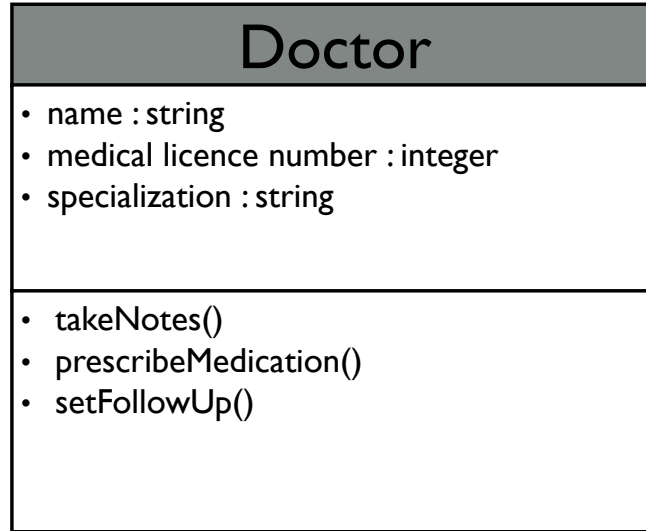 Doctor
• name : string
• medical licence number : integer
• specialization : string
• takeNotes()
• prescribeMedication()
• setFollowUp()